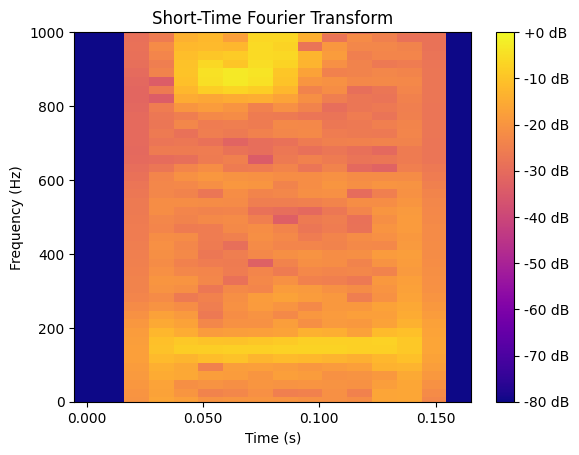 Short-Time Fourier Transform
Frequency (Hz)
1000
800
600
400
200
0
0.000 0.050 0.100 0.150
Time (s)
+0 dB
-10 dB
-20 dB
-30 dB
-40 dB
-50 dB
-60 dB
-70 dB
-80 dB